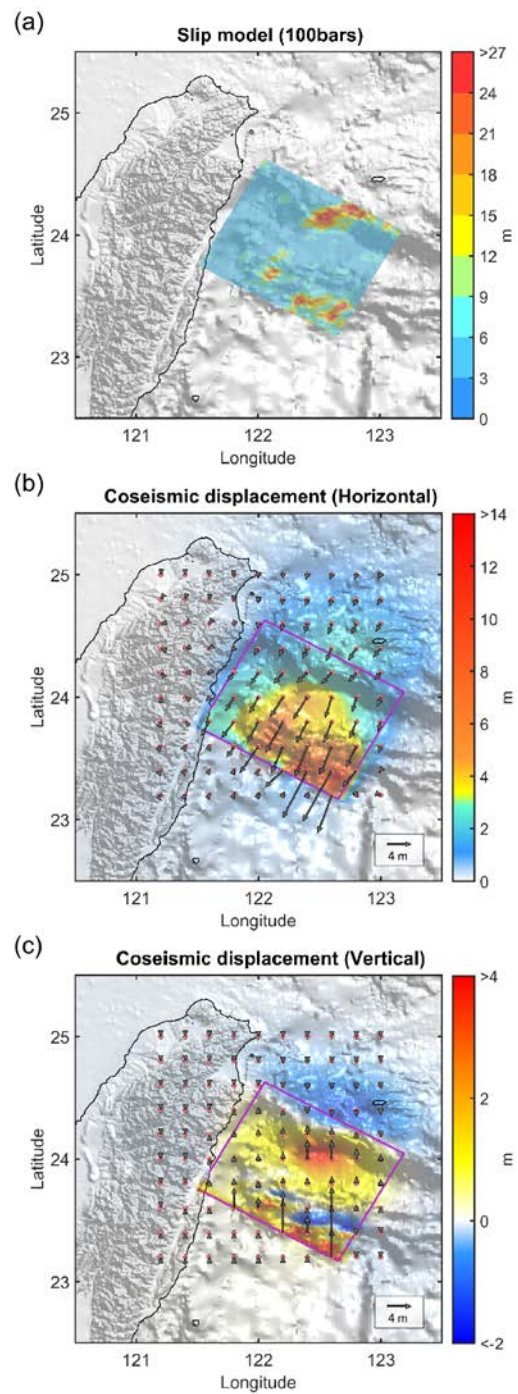 (a)
Slip model (100bars)
Latitude
25
24
23
121
122
123
Longitude
>27
24
21
18
15
12
9
6
3
0
m
(b)
Coseismic displacement (Horizontal)
Latitude
25
24
23
121
122
123
Longitude
4 m
>14
12
10
8
6
4
2
0
m
(c)
Coseismic displacement (Vertical)
Latitude
25
24
23
121
122
123
Longitude
4 m
>4
2
0
<-2
m